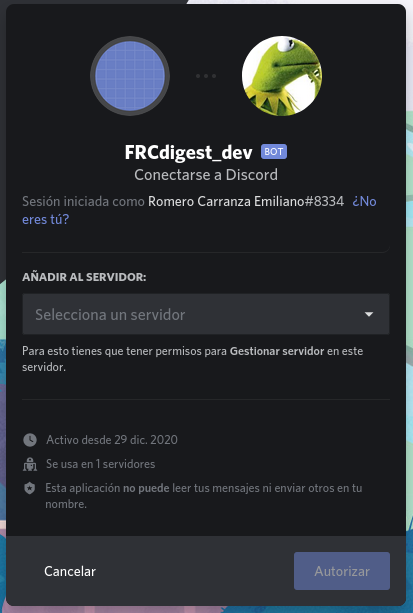 FRCdigest_dev BOT
Conectarse a Discord
Sesión iniciada como Romero Carranza Emiliano#8334 ¿No
eres tú?
AÑADIR AL SERVIDOR:
Selecciona un servidor
Para esto tienes que tener permisos para Gestionar servidor en este
servidor.
Activo desde 29 dic. 2020
Se usa en 1 servidores
Esta aplicación no puede leer tus mensajes ni enviar otros en tu
nombre.
Cancelar
Autorizar